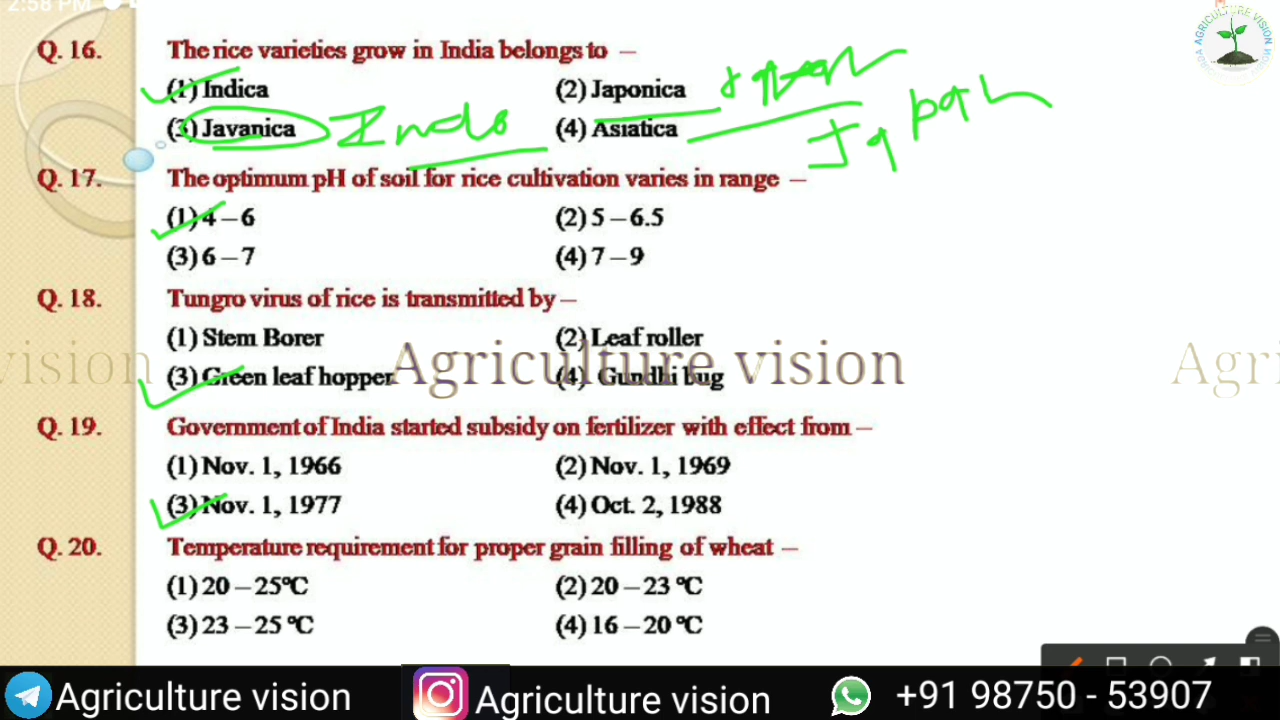 2:58 PM
Q. 16. The rice varieties grow in India belongs to –
(1) Indica (2) Japonica Japan
(3) Javanica Indo (4) Asiatica Japan
Q. 17. The optimum pH of soil for rice cultivation varies in range –
(1) 4 – 6 (2) 5 – 6.5
(3) 6 – 7 (4) 7 – 9
Q. 18. Tungro virus of rice is transmitted by –
(1) Stem Borer (2) Leaf roller
vision Agriculture vision Agri
(3) Green leaf hopper (4) Gundhi bug
Q. 19. Government of India started subsidy on fertilizer with effect from –
(1) Nov. 1, 1966 (2) Nov. 1, 1969
(3) Nov. 1, 1977 (4) Oct. 2, 1988
Q. 20. Temperature requirement for proper grain filling of wheat –
(1) 20 – 25°C (2) 20 – 23 °C
(3) 23 – 25 °C (4) 16 – 20 °C
Agriculture vision Agriculture vision +91 98750 - 53907